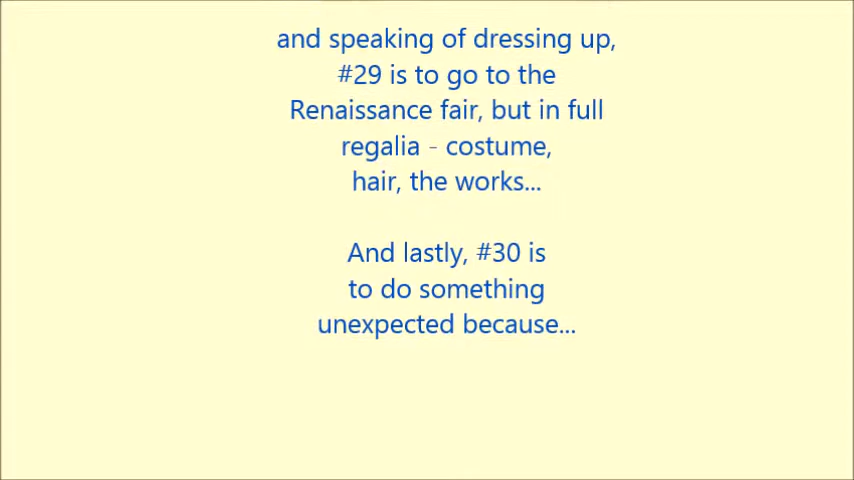 and speaking of dressing up,
#29 is to go to the
Renaissance fair, but in full
regalia - costume,
hair, the works...
And lastly, #30 is
to do something
unexpected because...